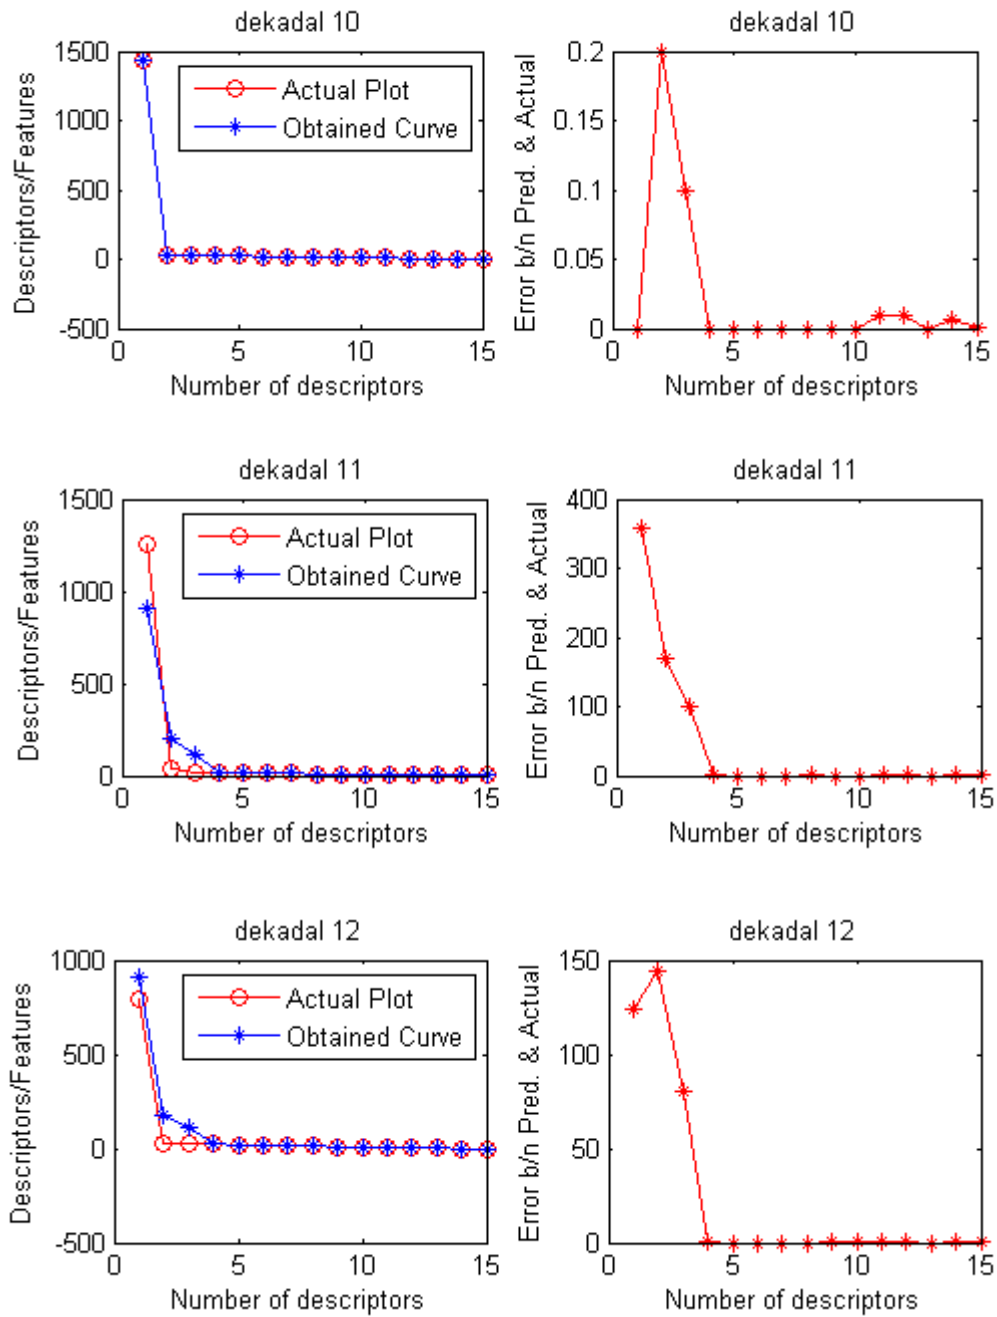 dekadal 10
dekadal 10
Descriptors/Features
1500
1000
500
0
-500
Actual Plot
Obtained Curve
0 5 10 15
Number of descriptors
Error b/n Pred. & Actual
0.2
0.15
0.1
0.05
0
0 5 10 15
Number of descriptors
dekadal 11
dekadal 11
Descriptors/Features
1500
1000
500
0
Actual Plot
Obtained Curve
0 5 10 15
Number of descriptors
Error b/n Pred. & Actual
400
300
200
100
0
0 5 10 15
Number of descriptors
dekadal 12
dekadal 12
Descriptors/Features
1000
500
0
-500
Actual Plot
Obtained Curve
0 5 10 15
Number of descriptors
Error b/n Pred. & Actual
150
100
50
0
0 5 10 15
Number of descriptors